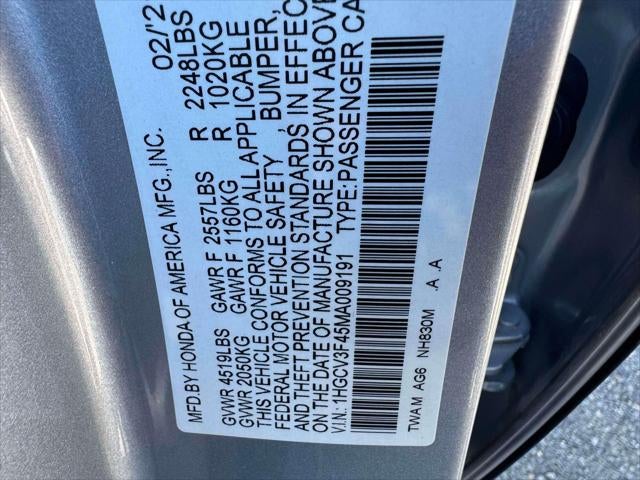 MFD.BY HONDA OF AMERICA MFG.,INC. 02/'2
GVWR 4519LBS GAWR F 2557LBS R 2248LBS
GVWR 2050KG GAWR F 1160KG R 1020KG
THIS VEHICLE CONFORMS TO ALL APPLICABLE
FEDERAL MOTOR VEHICLE SAFETY , BUMPER,
AND THEFT PREVENTION STANDARDS IN EFFEC
ON THE DATE OF MANUFACTURE SHOWN ABOVE
V.I.N.: 1HGCV3F45MA009191 TYPE:PASSENGER CA
TWA M AG6 NH830M .A .A